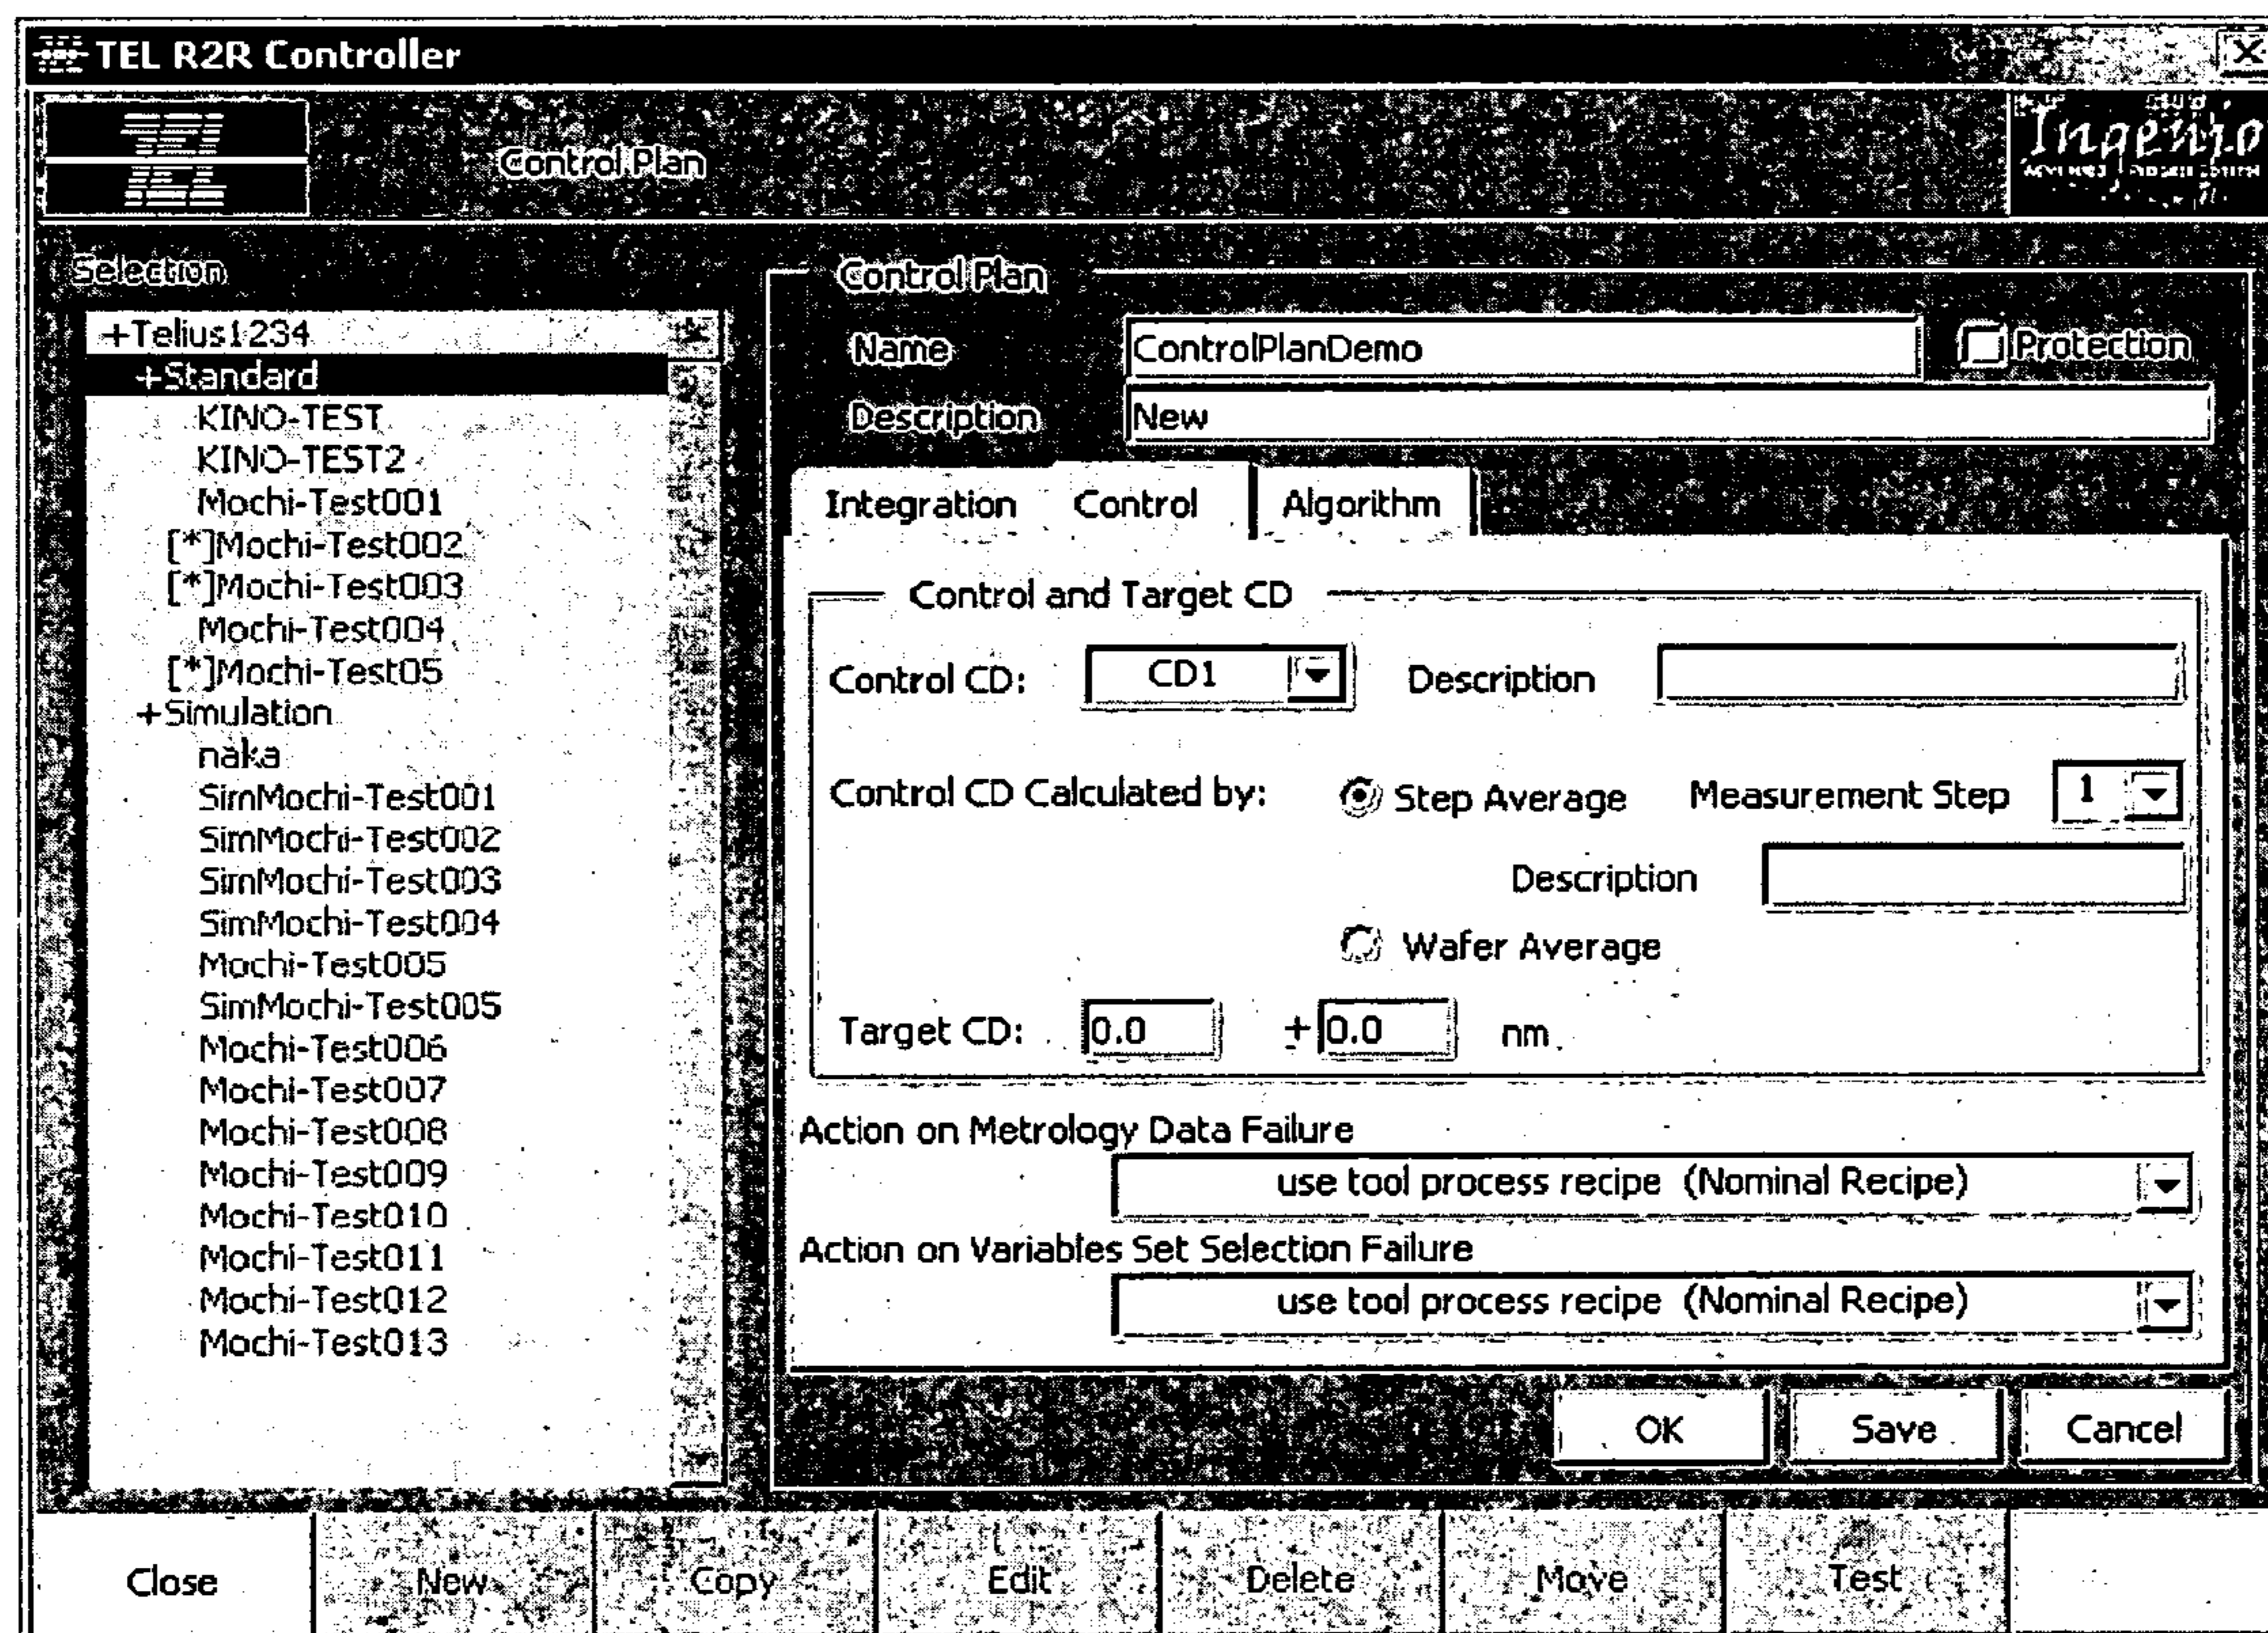 TEL R2R Controller
TEL
Control Plan
Ingenio
Selection
+Telius1234
+Standard
KINO-TEST
KINO-TEST2
Mochi-Test001
[*]Mochi-Test002
[*]Mochi-Test003
Mochi-Test004
[*]Mochi-Test05
+Simulation
naka
SimMochi-Test001
SimMochi-Test002
SimMochi-Test003
SimMochi-Test004
Mochi-Test005
SimMochi-Test005
Mochi-Test006
Mochi-Test007
Mochi-Test008
Mochi-Test009
Mochi-Test010
Mochi-Test011
Mochi-Test012
Mochi-Test013
Control Plan
Name ControlPlanDemo Protection
Description New
Integration Control Algorithm
Control and Target CD
Control CD: CD1 Description
Control CD Calculated by: Step Average Measurement Step 1
Description
Wafer Average
Target CD: 0.0 ±0.0 nm
Action on Metrology Data Failure
use tool process recipe (Nominal Recipe)
Action on Variables Set Selection Failure
use tool process recipe (Nominal Recipe)
OK Save Cancel
Close New Copy Edit Delete Move Test